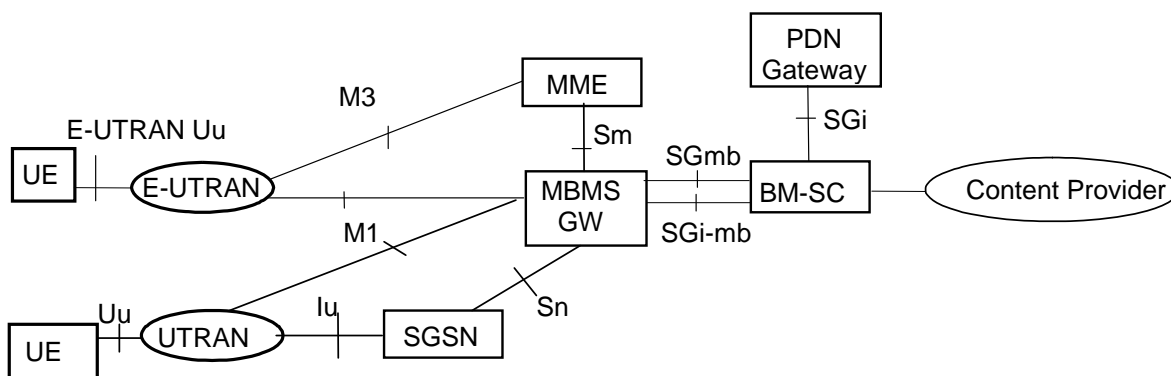 PDN
Gateway
MME
M3
SGi
E-UTRAN Uu
Sm
SGmb
UE
E-UTRAN
MBMS
GW
BM-SC
Content Provider
M1
SGi-mb
Sn
Uu
Iu
UE
UTRAN
SGSN